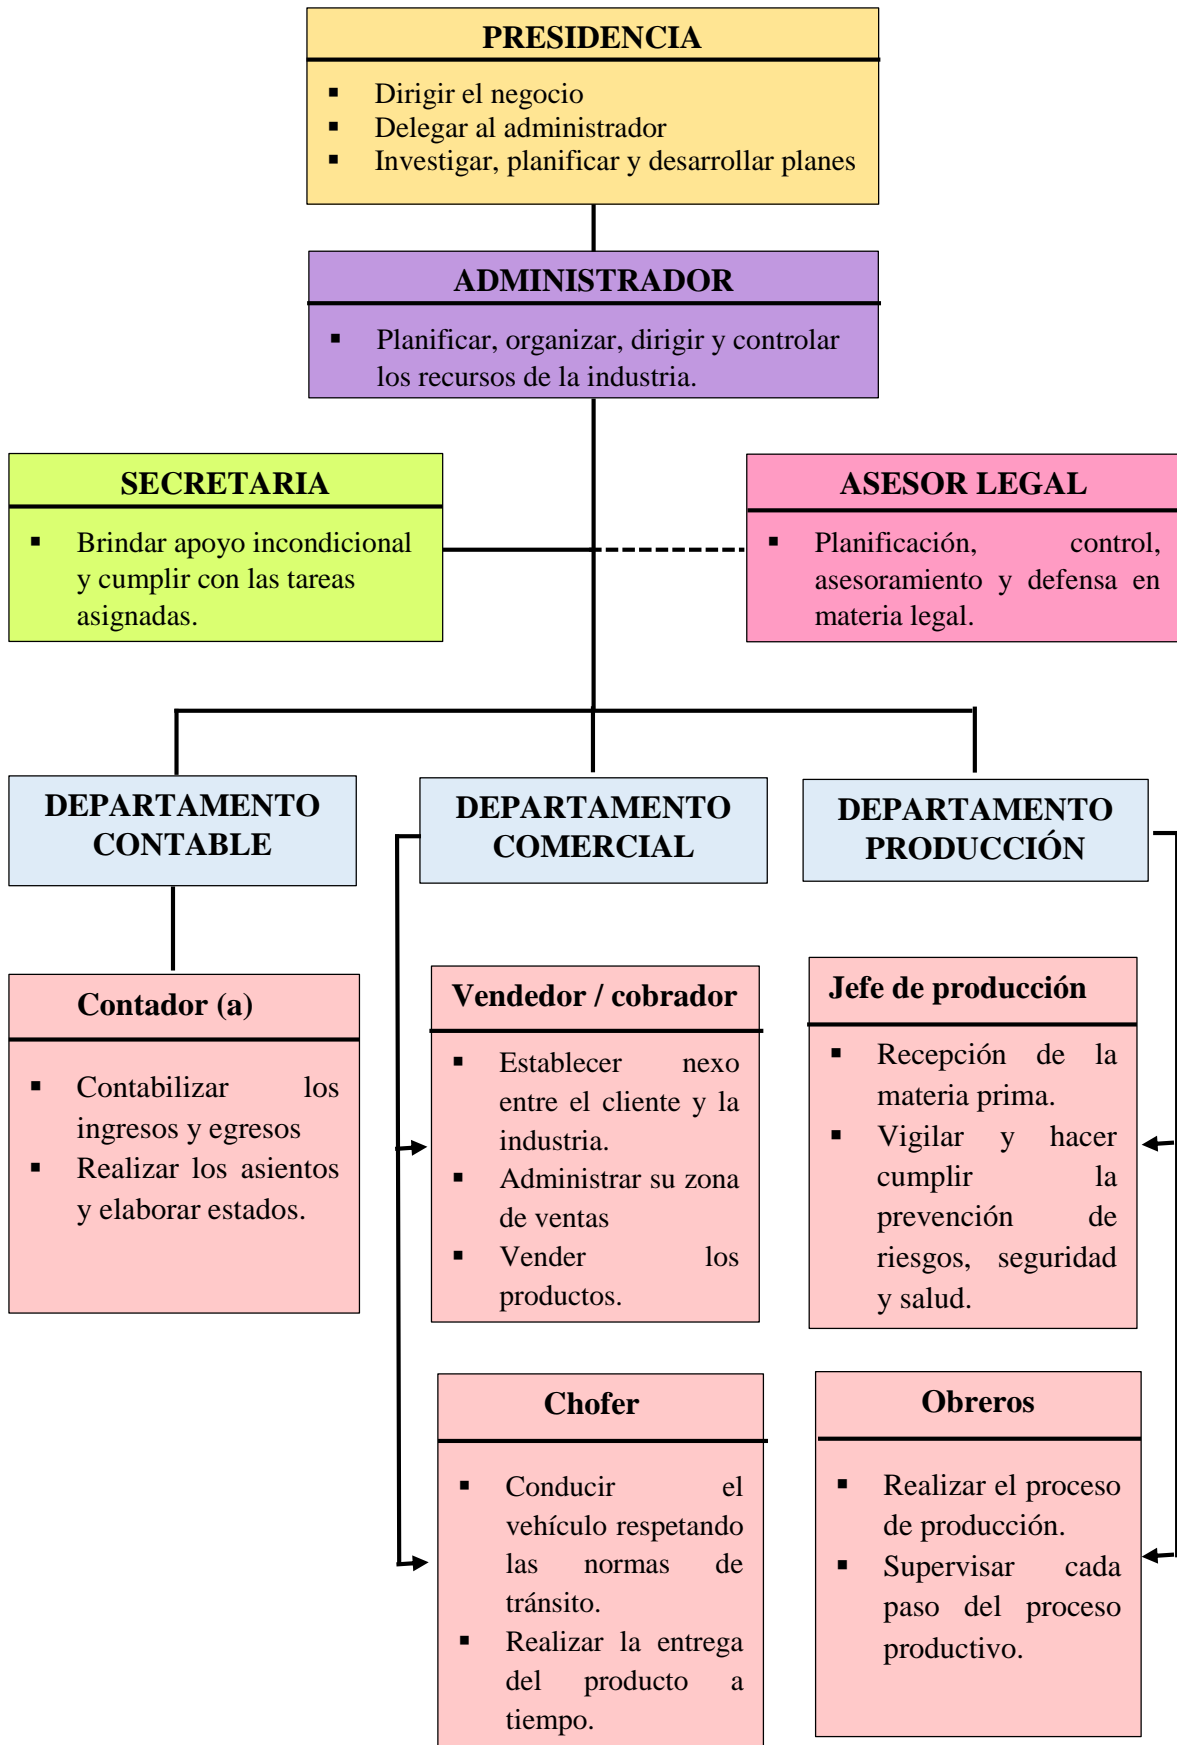 PRESIDENCIA
▪ Dirigir el negocio
▪ Delegar al administrador
▪ Investigar, planificar y desarrollar planes
ADMINISTRADOR
▪ Planificar, organizar, dirigir y controlar
los recursos de la industria.
SECRETARIA
▪ Brindar apoyo incondicional
y cumplir con las tareas
asignadas.
ASESOR LEGAL
▪ Planificación, control,
asesoramiento y defensa en
materia legal.
DEPARTAMENTO
CONTABLE
DEPARTAMENTO
COMERCIAL
DEPARTAMENTO
PRODUCCIÓN
Contador (a)
▪ Contabilizar los
ingresos y egresos
▪ Realizar los asientos
y elaborar estados.
Vendedor / cobrador
▪ Establecer nexo
entre el cliente y la
industria.
▪ Administrar su zona
de ventas
▪ Vender los
productos.
Jefe de producción
▪ Recepción de la
materia prima.
▪ Vigilar y hacer
cumplir la
prevención de
riesgos, seguridad
y salud.
Chofer
▪ Conducir el
vehículo respetando
las normas de
tránsito.
▪ Realizar la entrega
del producto a
tiempo.
Obreros
▪ Realizar el proceso
de producción.
▪ Supervisar cada
paso del proceso
productivo.